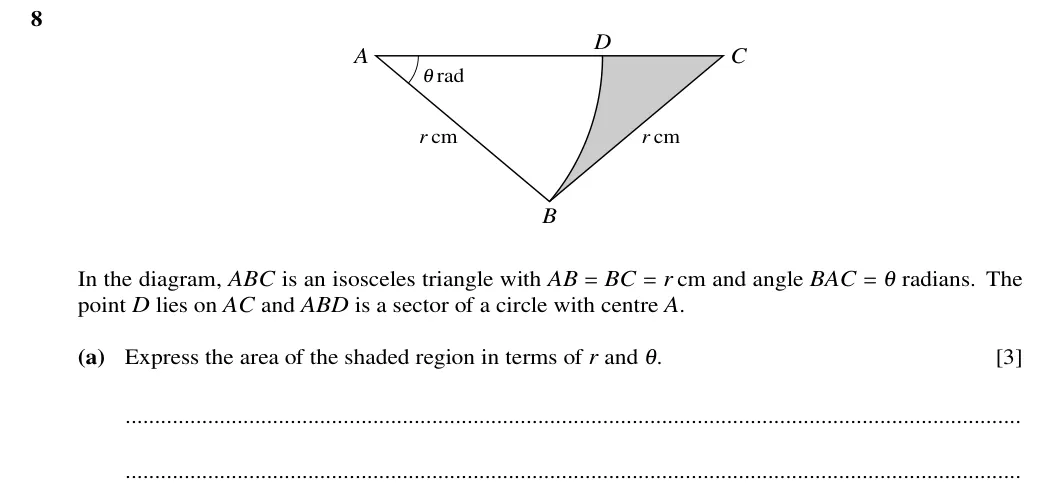 8
D
A
C
θ rad
r cm
r cm
B
In the diagram, ABC is an isosceles triangle with AB = BC = r cm and angle BAC = θ radians. The
point D lies on AC and ABD is a sector of a circle with centre A.
(a) Express the area of the shaded region in terms of r and θ. [3]